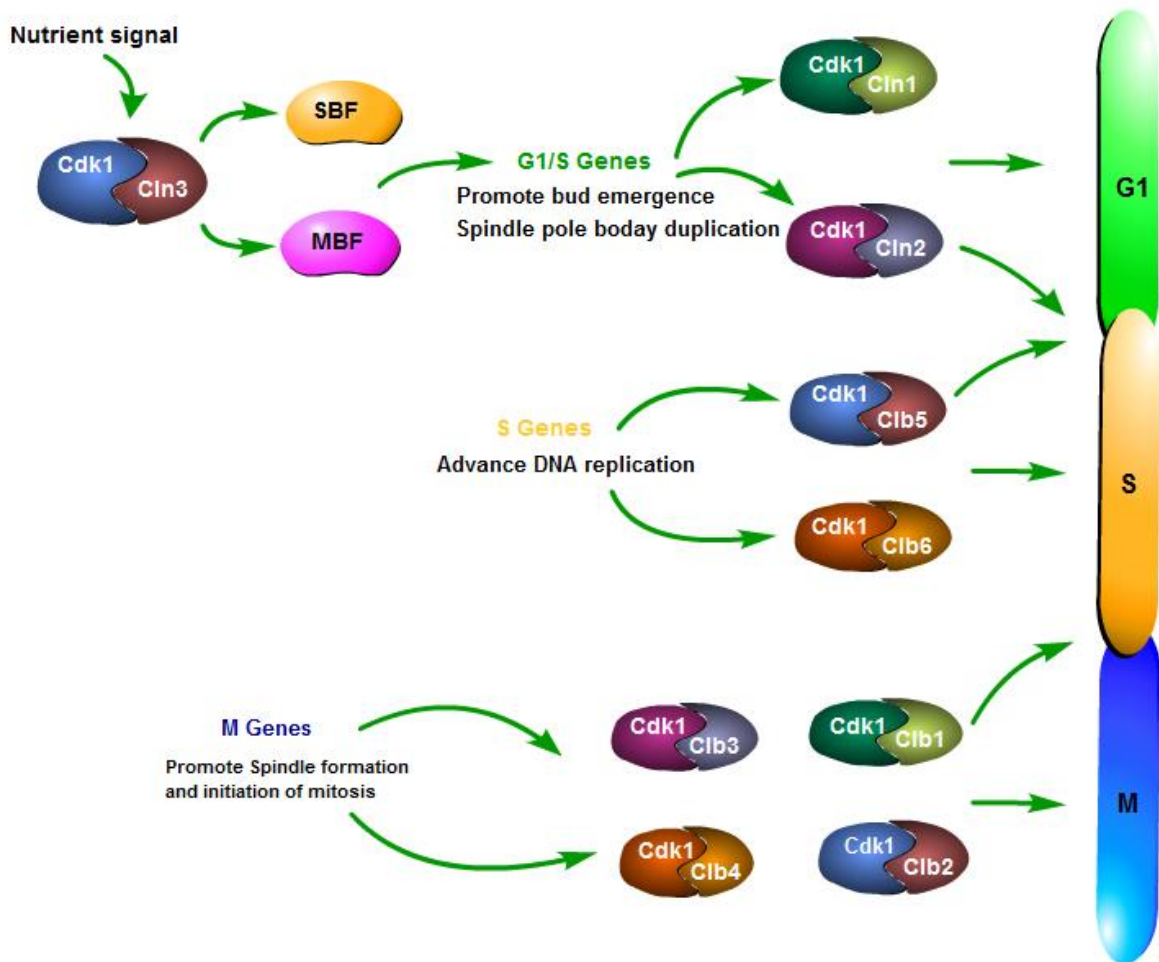 Nutrient signal
Cdk1
Cln3
SBF
MBF
G1/S Genes
Promote bud emergence
Spindle pole boday duplication
Cdk1
Cln1
Cdk1
Cln2
G1
S Genes
Advance DNA replication
Cdk1
Clb5
Cdk1
Clb6
S
M Genes
Promote Spindle formation
and initiation of mitosis
Cdk1
Clb3
Cdk1
Clb1
Cdk1
Clb4
Cdk1
Clb2
M